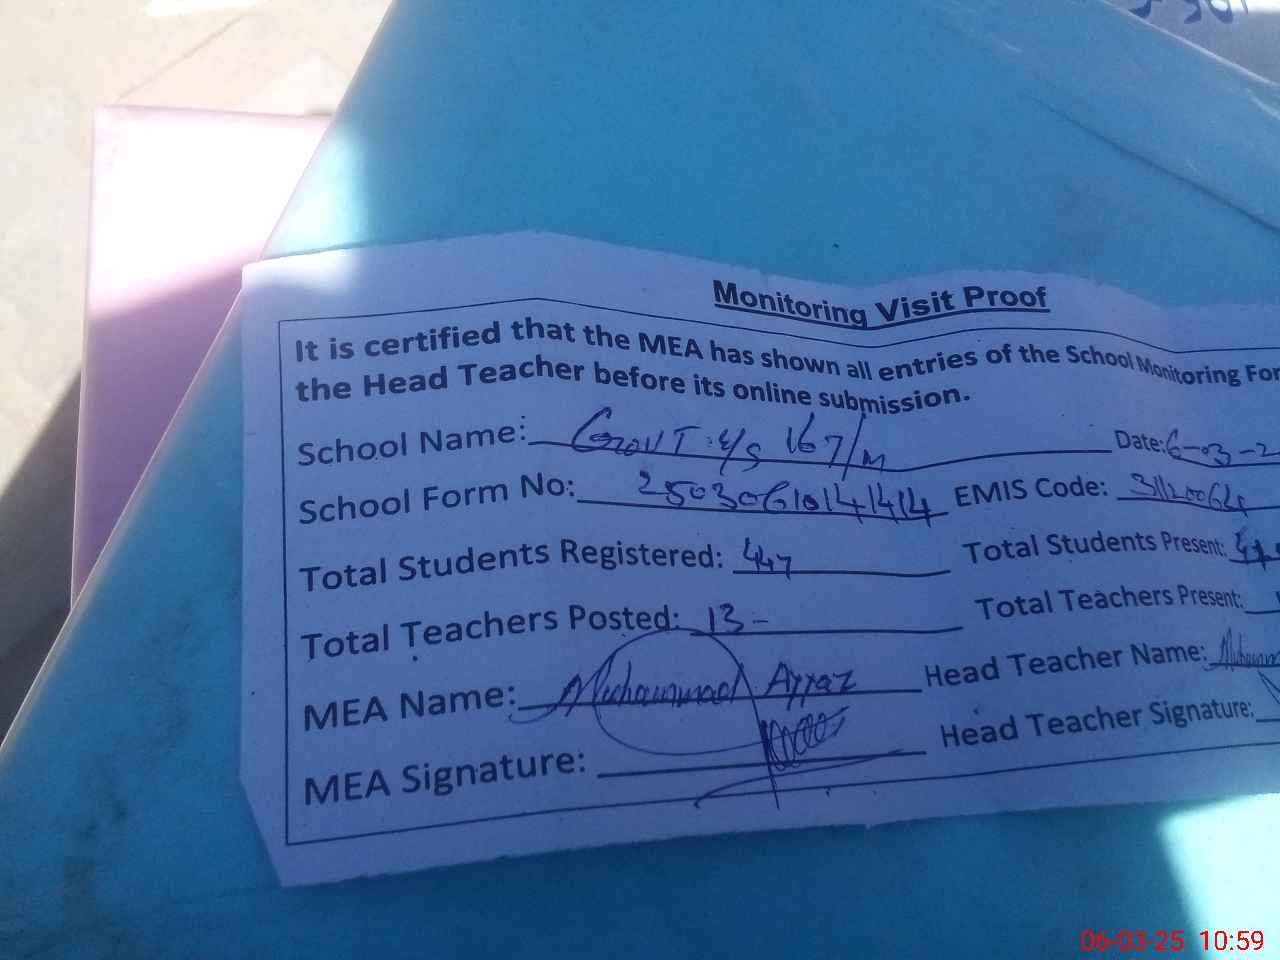 Monitoring Visit Proof
It is certified that the MEA has shown all entries of the School Monitoring For
the Head Teacher before its online submission.
School Name: Govt. E/S 167/M Date: 6-03-2
School Form No: 25030610141414 EMIS Code: 31120064
Total Students Registered: 447 Total Students Present:
Total Teachers Posted: 13- Total Teachers Present:
MEA Name: Muhammad Ayyaz Head Teacher Name:
MEA Signature: Head Teacher Signature:
06-03-25 10:59